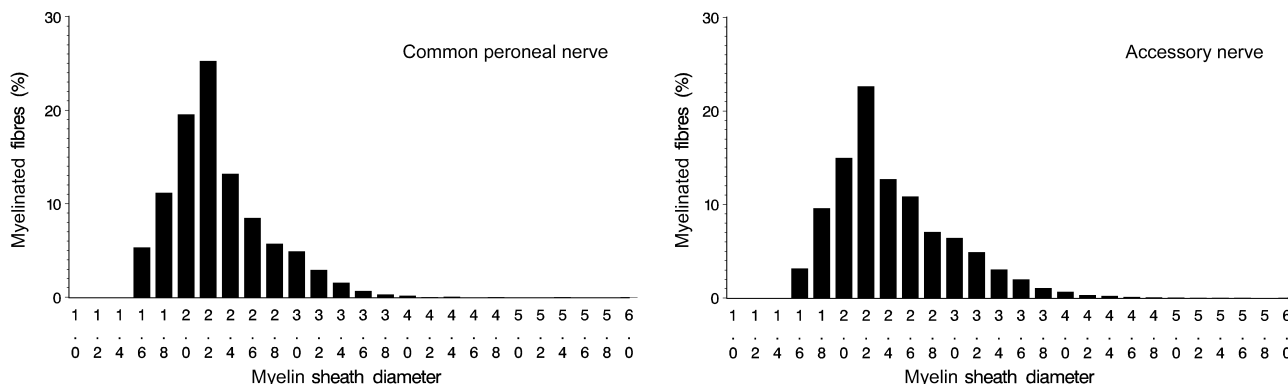 30
20
10
0
Myelinated fibres (%)
Common peroneal nerve
1.0 1.2 1.4 1.6 1.8 2.0 2.2 2.4 2.6 2.8 3.0 3.2 3.4 3.6 3.8 4.0 4.2 4.4 4.6 4.8 5.0 5.2 5.4 5.6 5.8 6.0
Myelin sheath diameter
30
20
10
0
Myelinated fibres (%)
Accessory nerve
1.0 1.2 1.4 1.6 1.8 2.0 2.2 2.4 2.6 2.8 3.0 3.2 3.4 3.6 3.8 4.0 4.2 4.4 4.6 4.8 5.0 5.2 5.4 5.6 5.8 6.0
Myelin sheath diameter